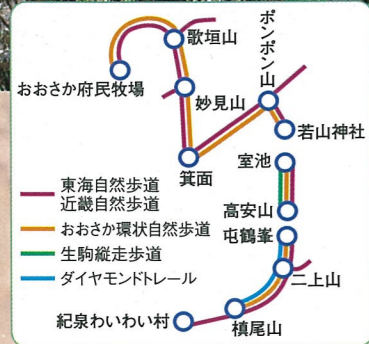 ポンポン山
歌垣山
おおさか府民牧場
妙見山
若山神社
箕面
室池
東海自然歩道
近畿自然歩道
おおさか環状自然歩道
生駒縦走歩道
ダイヤモンドトレール
高安山
屯鶴峯
二上山
紀泉わいわい村
槙尾山